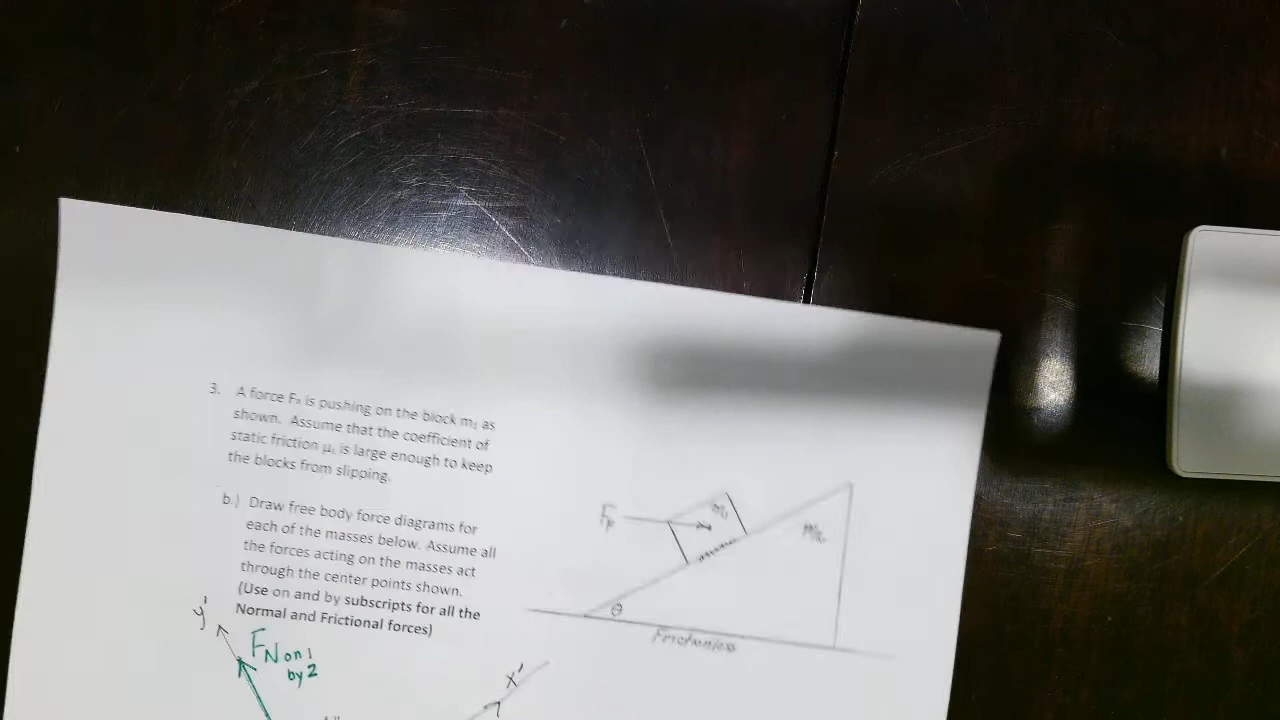 3. A force Fₐ is pushing on the block m₁ as
shown. Assume that the coefficient of
static friction μₛ is large enough to keep
the blocks from slipping.
b.) Draw free body force diagrams for
each of the masses below. Assume all
the forces acting on the masses act
through the center points shown.
(Use on and by subscripts for all the
Normal and Frictional forces)
Fₚ
m₁
m₂
θ
Frictionless
y'
FN on 1
by 2
x'